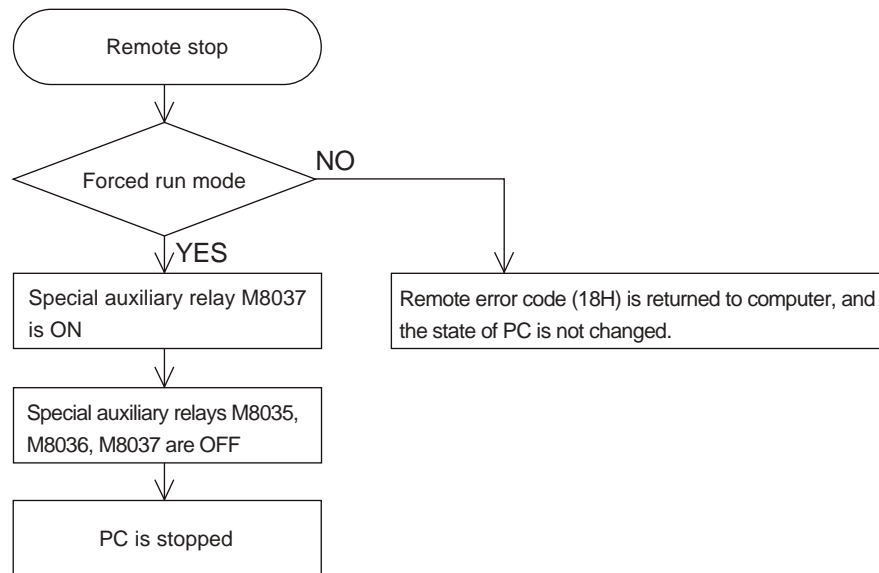 Remote stop
Forced run mode
NO
YES
Special auxiliary relay M8037
is ON
Remote error code (18H) is returned to computer, and
the state of PC is not changed.
Special auxiliary relays M8035,
M8036, M8037 are OFF
PC is stopped